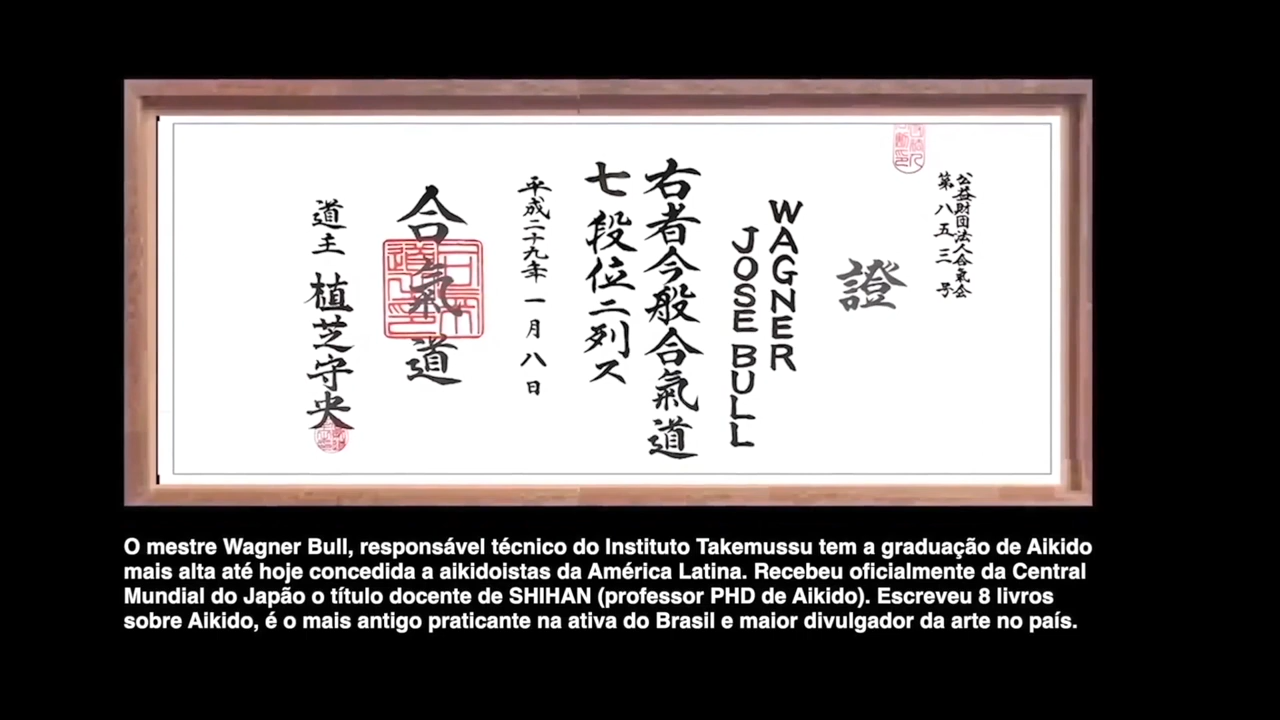 公益財団法人合氣会
第八五三号
證
WAGNER
JOSE BULL
右者今般合氣道
七段位二列ス
平成二十九年一月八日
合氣道
道主 植芝守央
O mestre Wagner Bull, responsável técnico do Instituto Takemussu tem a graduação de Aikido
mais alta até hoje concedida a aikidoistas da América Latina. Recebeu oficialmente da Central
Mundial do Japão o título docente de SHIHAN (professor PHD de Aikido). Escreveu 8 livros
sobre Aikido, é o mais antigo praticante na ativa do Brasil e maior divulgador da arte no país.